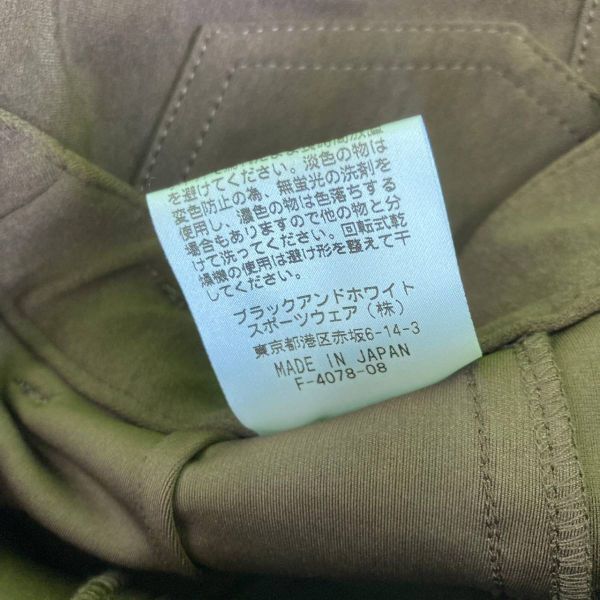 を避けてください。淡色の物は
変色防止の為、無蛍光の洗剤を
使用し、濃色の物は色落ちする
場合もありますので他の物と分
けて洗ってください。回転式乾
燥機の使用は避け形を整えて干
してください。
ブラックアンドホワイト
スポーツウェア(株)
東京都港区赤坂6-14-3
MADE IN JAPAN
F-4078-08